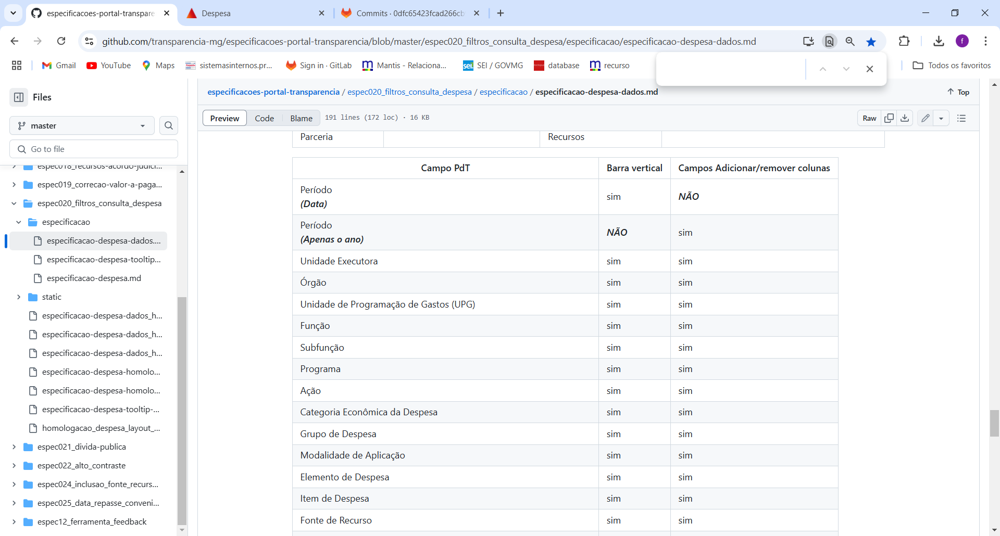 especificacoes-portal-transpare
Despesa
Commits · 0dfc65423fcad266cb
github.com/transparencia-mg/especificacoes-portal-transparencia/blob/master/espec020_filtros_consulta_despesa/especificacao/especificacao-despesa-dados.md
f
Gmail
YouTube
Maps
sistemasinternos.pr...
Sign in · GitLab
Mantis - Relaciona...
sei! SEI / GOVMG
database
recurso
Todos os favoritos
Files
master
Go to file
espec018_recursos-acordo-judici...
espec019_correcao-valor-a-paga...
espec020_filtros_consulta_despesa
especificacao
especificacao-despesa-dados....
especificacao-despesa-tooltip...
especificacao-despesa.md
static
especificacao-despesa-dados_h...
especificacao-despesa-dados_h...
especificacao-despesa-dados_h...
especificacao-despesa-homolo...
especificacao-despesa-homolo...
especificacao-despesa-tooltip-...
homologacao_despesa_layout_...
espec021_divida-publica
espec022_alto_contraste
espec024_inclusao_fonte_recurs...
espec025_data_repasse_conveni...
espec12_ferramenta_feedback
especificacoes-portal-transparencia / espec020_filtros_consulta_despesa / especificacao / especificacao-despesa-dados.md
Top
Preview Code Blame 191 lines (172 loc) · 16 KB
Raw
Parceria Recursos
Campo PdT Barra vertical Campos Adicionar/remover colunas
Período
(Data) sim NÃO
Período
(Apenas o ano) NÃO sim
Unidade Executora sim sim
Órgão sim sim
Unidade de Programação de Gastos (UPG) sim sim
Função sim sim
Subfunção sim sim
Programa sim sim
Ação sim sim
Categoria Econômica da Despesa sim sim
Grupo de Despesa sim sim
Modalidade de Aplicação sim sim
Elemento de Despesa sim sim
Item de Despesa sim sim
Fonte de Recurso sim sim